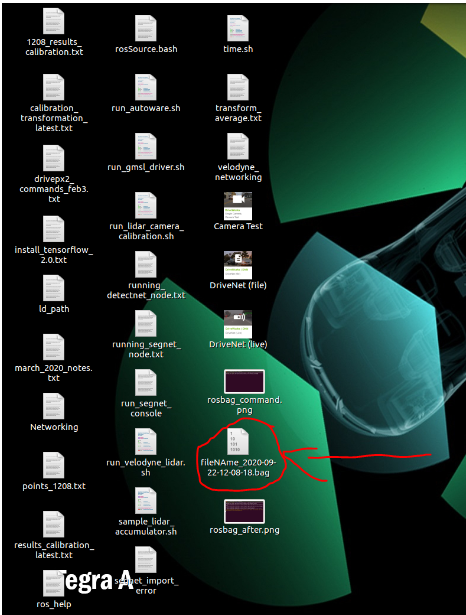 1208_results_
calibration.txt
rosSource.bash
time.sh
calibration_
transformation_
latest.txt
run_autoware.sh
transform_
average.txt
drivepx2_
commands_feb3.
txt
run_gmsl_driver.sh
velodyne_
networking
install_tensorflow_
2.0.txt
run_lidar_camera_
calibration.sh
Camera Test
ld_path
running_
detectnet_node.txt
DriveNet (file)
march_2020_notes.
txt
running_segnet_
node.txt
DriveNet (live)
Networking
run_segnet_
console
rosbag_command.
png
points_1208.txt
run_velodyne_lidar.
sh
FileNAme_2020-09-
22-12-08-18.bag
results_calibration_
latest.txt
sample_lidar_
accumulator.sh
rosbag_after.png
ros_help
segnet_import_
error
egra A